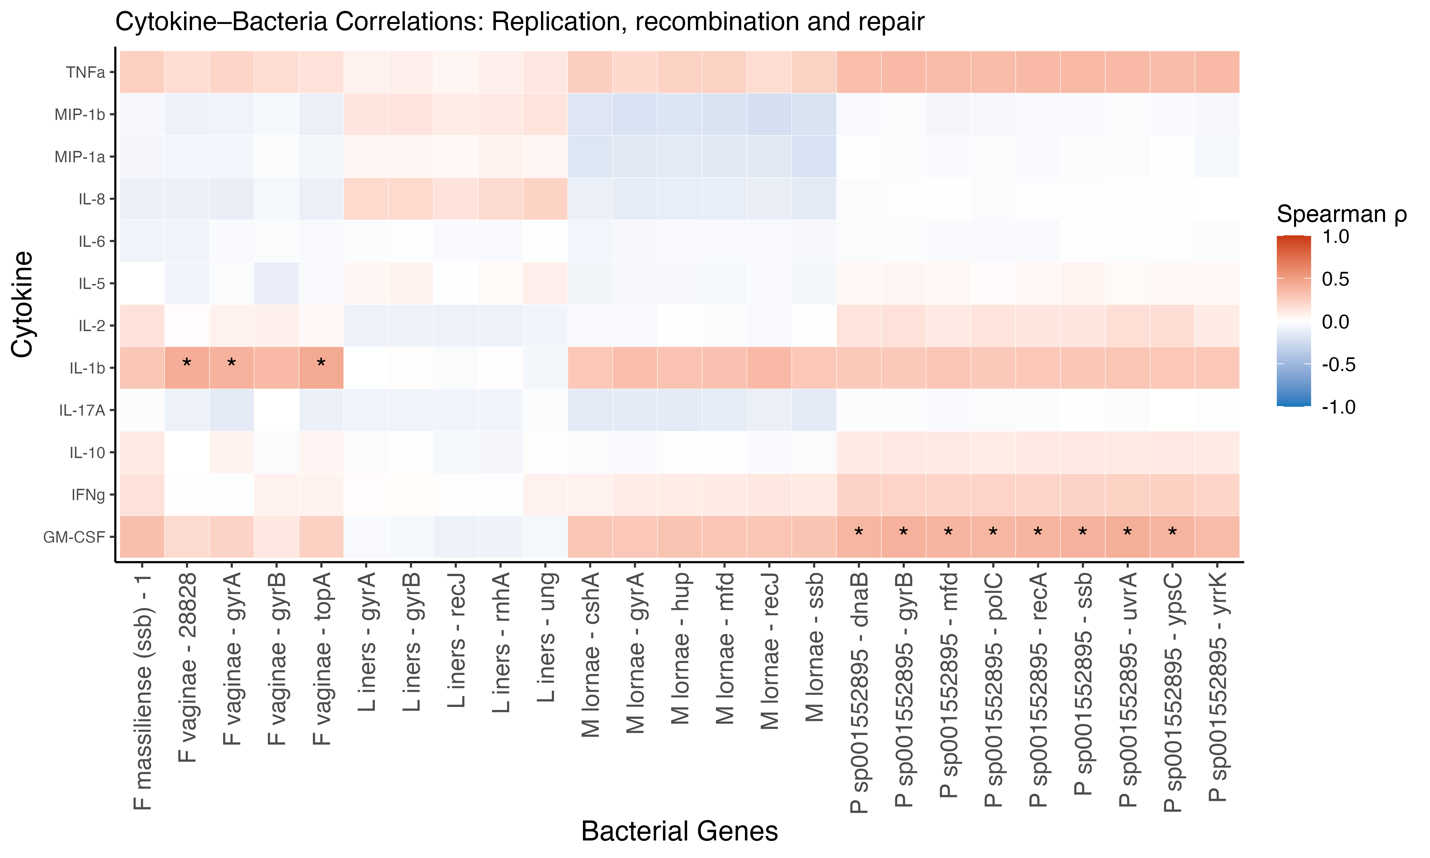 Cytokine–Bacteria Correlations: Replication, recombination and repair
Cytokine
TNFa
MIP-1b
MIP-1a
IL-8
IL-6
IL-5
IL-2
IL-1b
IL-17A
IL-10
IFNg
GM-CSF
* * *
* * * * * * * *
F massiliense (ssb) - 1
F vaginae - 28828
F vaginae - gyrA
F vaginae - gyrB
F vaginae - topA
L iners - gyrA
L iners - gyrB
L iners - recJ
L iners - rnhA
L iners - ung
M lornae - cshA
M lornae - gyrA
M lornae - hup
M lornae - mfd
M lornae - recJ
M lornae - ssb
P sp001552895 - dnaB
P sp001552895 - gyrB
P sp001552895 - mfd
P sp001552895 - polC
P sp001552895 - recA
P sp001552895 - ssb
P sp001552895 - uvrA
P sp001552895 - ypsC
P sp001552895 - yrrK
Bacterial Genes
Spearman ρ
1.0
0.5
0.0
-0.5
-1.0